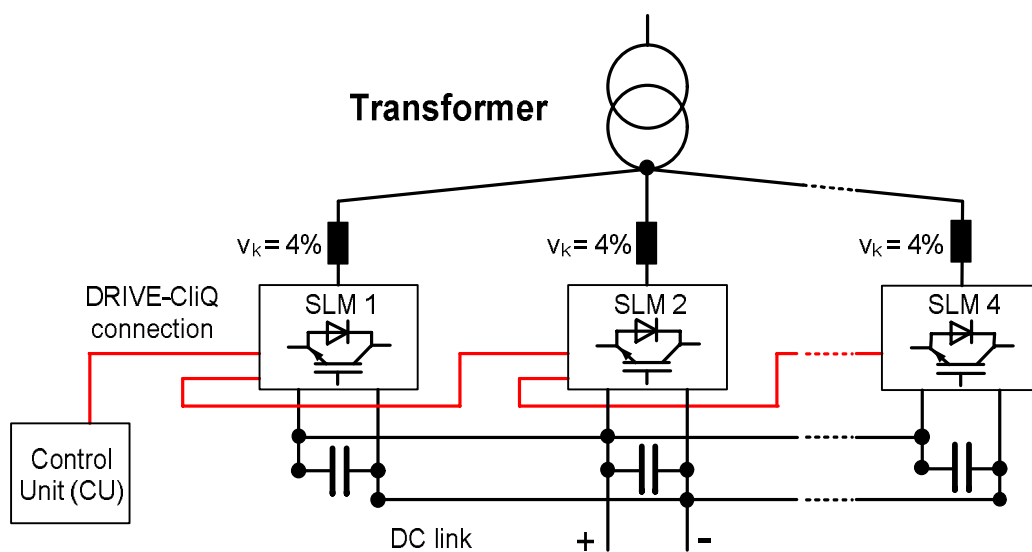 Transformer
vk = 4%
vk = 4%
vk = 4%
DRIVE-CliQ
connection
SLM 1
SLM 2
SLM 4
Control
Unit (CU)
DC link
+
-